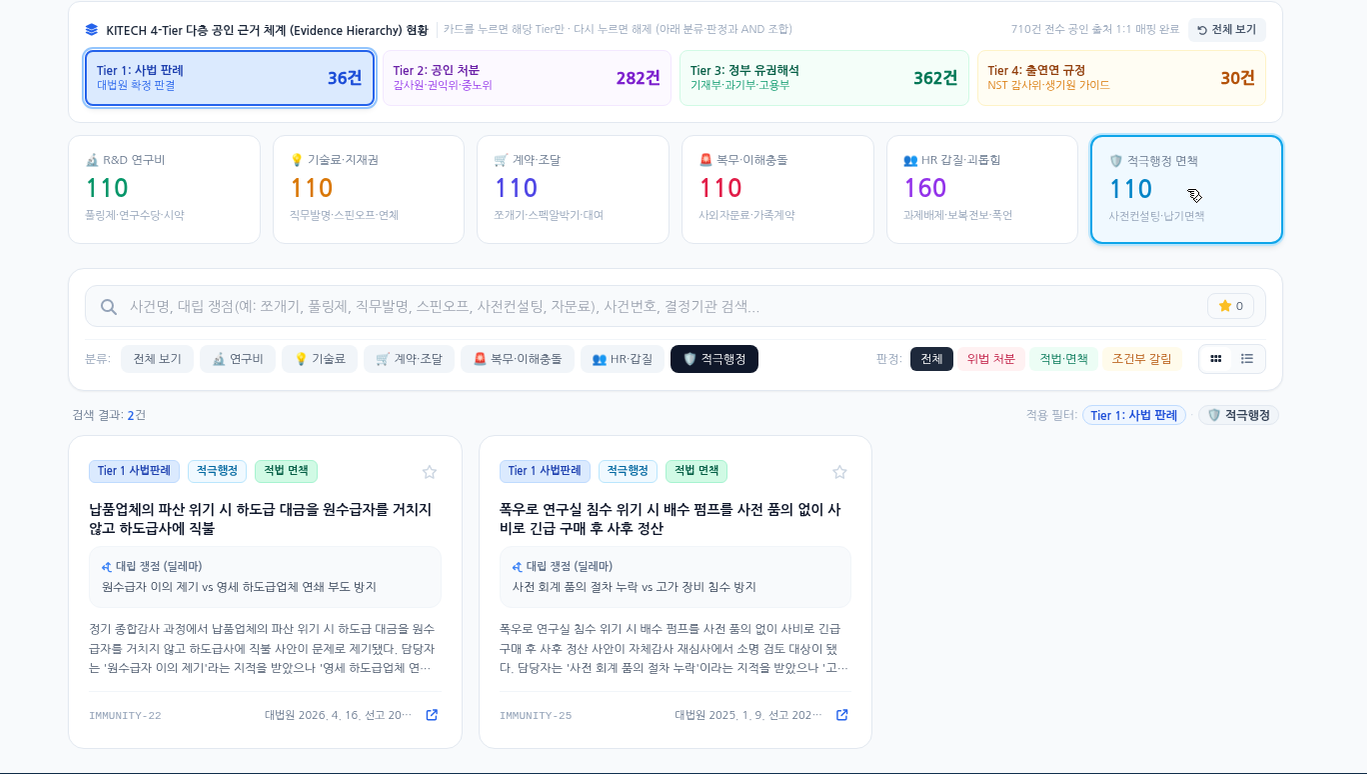 KITECH 4-Tier 다층 공인 근거 체계 (Evidence Hierarchy) 현황 카드를 누르면 해당 Tier만 · 다시 누르면 해제 (아래 분류·판정과 AND 조합) 710건 전수 공인 출처 1:1 매핑 완료 전체 보기
Tier 1: 사법 판례
대법원 확정 판결
36건
Tier 2: 공인 처분
감사원·권익위·중노위
282건
Tier 3: 정부 유권해석
기재부·과기부·고용부
362건
Tier 4: 출연연 규정
NST 감사위·생기원 가이드
30건
R&D 연구비
110
풀링제·연구수당·시약
기술료·지재권
110
직무발명·스핀오프·연체
계약·조달
110
쪼개기·스펙알박기·대여
복무·이해충돌
110
사외자문료·가족계약
HR 갑질·괴롭힘
160
과제배제·보복전보·폭언
적극행정 면책
110
사전컨설팅·납기면책
사건명, 대립 쟁점(예: 쪼개기, 풀링제, 직무발명, 스핀오프, 사전컨설팅, 자문료), 사건번호, 결정기관 검색... 0
분류: 전체 보기 연구비 기술료 계약·조달 복무·이해충돌 HR·갑질 적극행정 판정: 전체 위법 처분 적법·면책 조건부 갈림
검색 결과: 2건 적용 필터: Tier 1: 사법 판례 · 적극행정
Tier 1 사법판례 적극행정 적법 면책
납품업체의 파산 위기 시 하도급 대금을 원수급자를 거치지
않고 하도급사에 직불
대립 쟁점 (딜레마)
원수급자 이의 제기 vs 영세 하도급업체 연쇄 부도 방지
정기 종합감사 과정에서 납품업체의 파산 위기 시 하도급 대금을 원수
급자를 거치지 않고 하도급사에 직불 사안이 문제로 제기됐다. 담당자
는 '원수급자 이의 제기'라는 지적을 받았으나 '영세 하도급업체 연…
IMMUNITY-22 대법원 2026. 4. 16. 선고 20…
Tier 1 사법판례 적극행정 적법 면책
폭우로 연구실 침수 위기 시 배수 펌프를 사전 품의 없이 사
비로 긴급 구매 후 사후 정산
대립 쟁점 (딜레마)
사전 회계 품의 절차 누락 vs 고가 장비 침수 방지
폭우로 연구실 침수 위기 시 배수 펌프를 사전 품의 없이 사비로 긴급
구매 후 사후 정산 사안이 자체감사 재심사에서 소명 검토 대상이 됐
다. 담당자는 '사전 회계 품의 절차 누락'이라는 지적을 받았으나 '고…
IMMUNITY-25 대법원 2025. 1. 9. 선고 202…